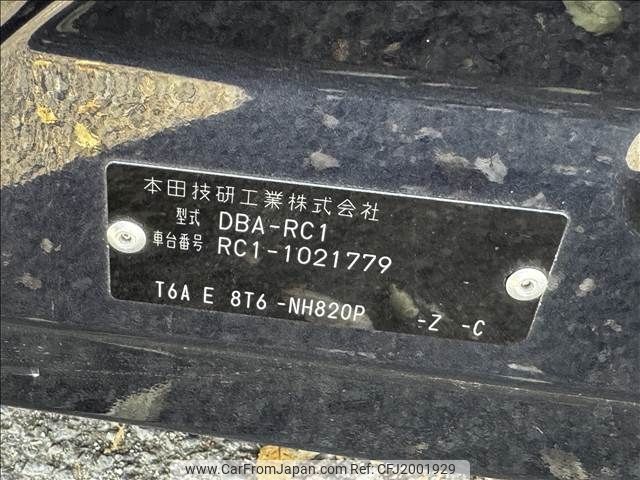 本田技研工業株式会社
型式 DBA-RC1
車台番号 RC1-1021779
T6A E 8T6 -NH820P -Z -C
www.CarFromJapan.com for CFJ2001929